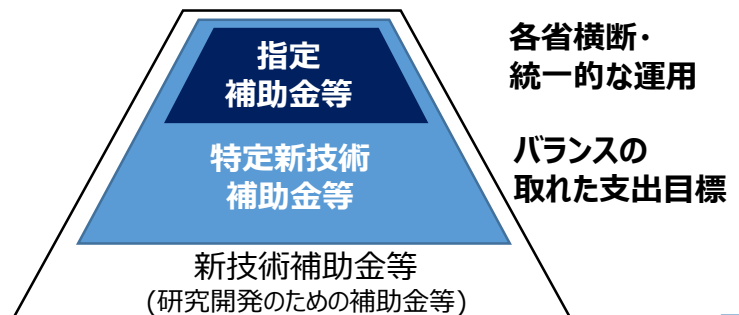 指定
補助金等
各省横断・
統一的な運用
特定新技術
補助金等
バランスの
取れた支出目標
新技術補助金等
(研究開発のための補助金等)